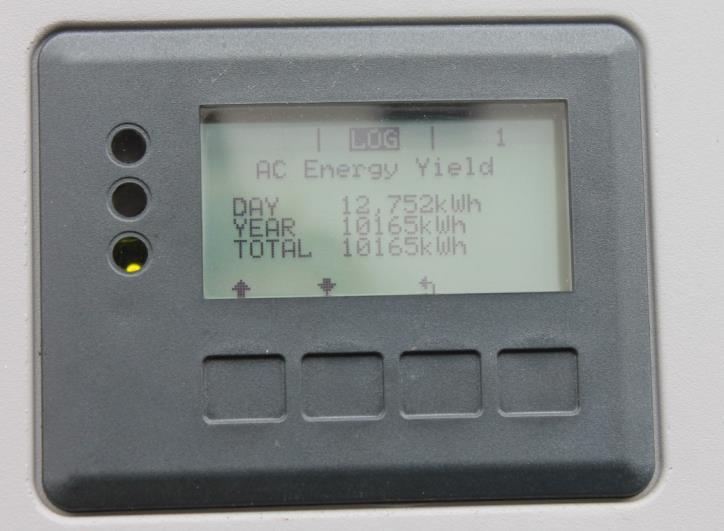 | LOG | 1
AC Energy Yield
DAY 12.752kWh
YEAR 10165kWh
TOTAL 10165kWh